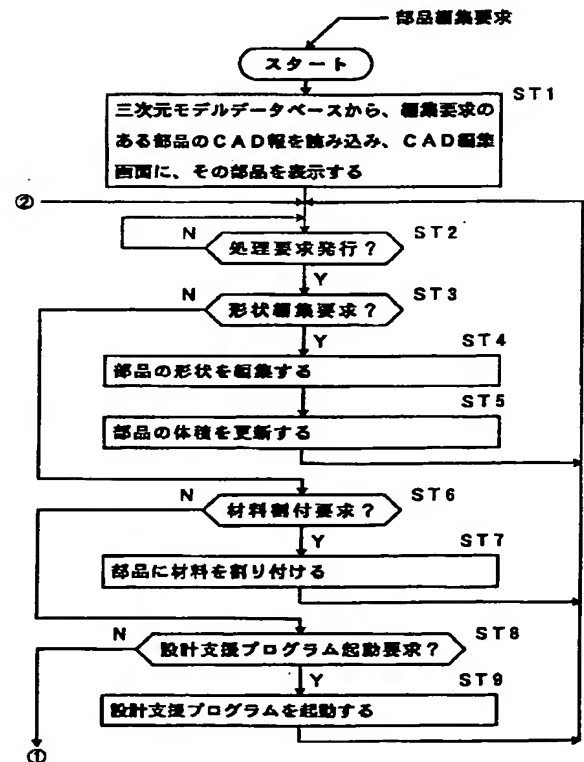 部品編集要求
スタート
ST1
三次元モデルデータベースから、編集要求の
ある部品のCAD報を読み込み、CAD編集
画面に、その部品を表示する
②
N
処理要求発行?
ST2
Y
N
形状編集要求?
ST3
Y
ST4
部品の形状を編集する
ST5
部品の体積を更新する
N
材料割付要求?
ST6
Y
ST7
部品に材料を割り付ける
N
設計支援プログラム起動要求?
ST8
Y
ST9
設計支援プログラムを起動する
①